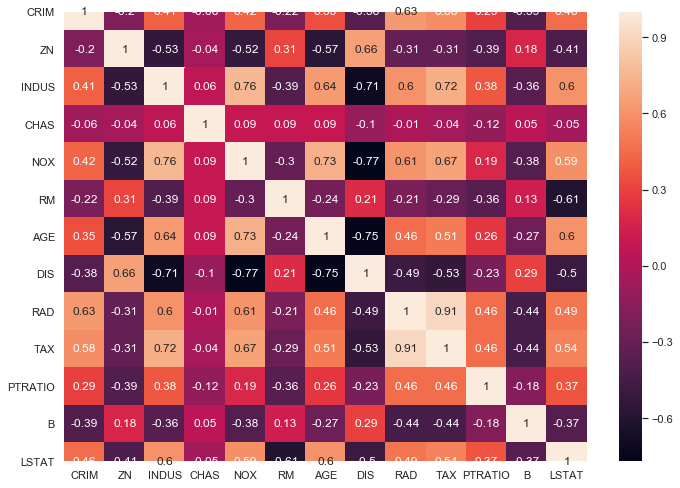 CRIM 1 0.63
ZN -0.2 1 -0.53 -0.04 -0.52 0.31 -0.57 0.66 -0.31 -0.31 -0.39 0.18 -0.41
INDUS 0.41 -0.53 1 0.06 0.76 -0.39 0.64 -0.71 0.6 0.72 0.38 -0.36 0.6
CHAS -0.06 -0.04 0.06 1 0.09 0.09 0.09 -0.1 -0.01 -0.04 -0.12 0.05 -0.05
NOX 0.42 -0.52 0.76 0.09 1 -0.3 0.73 -0.77 0.61 0.67 0.19 -0.38 0.59
RM -0.22 0.31 -0.39 0.09 -0.3 1 -0.24 0.21 -0.21 -0.29 -0.36 0.13 -0.61
AGE 0.35 -0.57 0.64 0.09 0.73 -0.24 1 -0.75 0.46 0.51 0.26 -0.27 0.6
DIS -0.38 0.66 -0.71 -0.1 -0.77 0.21 -0.75 1 -0.49 -0.53 -0.23 0.29 -0.5
RAD 0.63 -0.31 0.6 -0.01 0.61 -0.21 0.46 -0.49 1 0.91 0.46 -0.44 0.49
TAX 0.58 -0.31 0.72 -0.04 0.67 -0.29 0.51 -0.53 0.91 1 0.46 -0.44 0.54
PTRATIO 0.29 -0.39 0.38 -0.12 0.19 -0.36 0.26 -0.23 0.46 0.46 1 -0.18 0.37
B -0.39 0.18 -0.36 0.05 -0.38 0.13 -0.27 0.29 -0.44 -0.44 -0.18 1 -0.37
LSTAT 0.6 0.6 1
CRIM ZN INDUS CHAS NOX RM AGE DIS RAD TAX PTRATIO B LSTAT
0.9
0.6
0.3
0.0
-0.3
-0.6